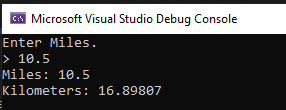 Microsoft Visual Studio Debug Console
Enter Miles.
> 10.5
Miles: 10.5
Kilometers: 16.89807